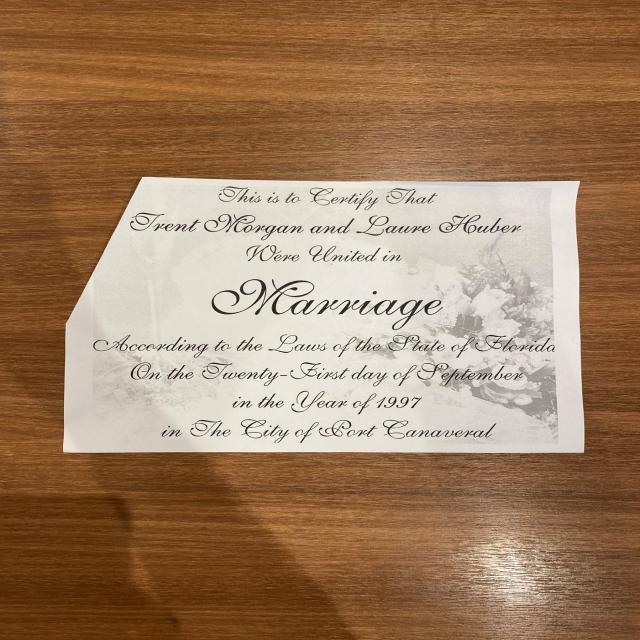 This is to Certify That
Trent Morgan and Laure Huber
Were United in
Marriage
According to the Laws of the State of Florida
On the Twenty-First day of September
in the Year of 1997
in The City of Port Canaveral